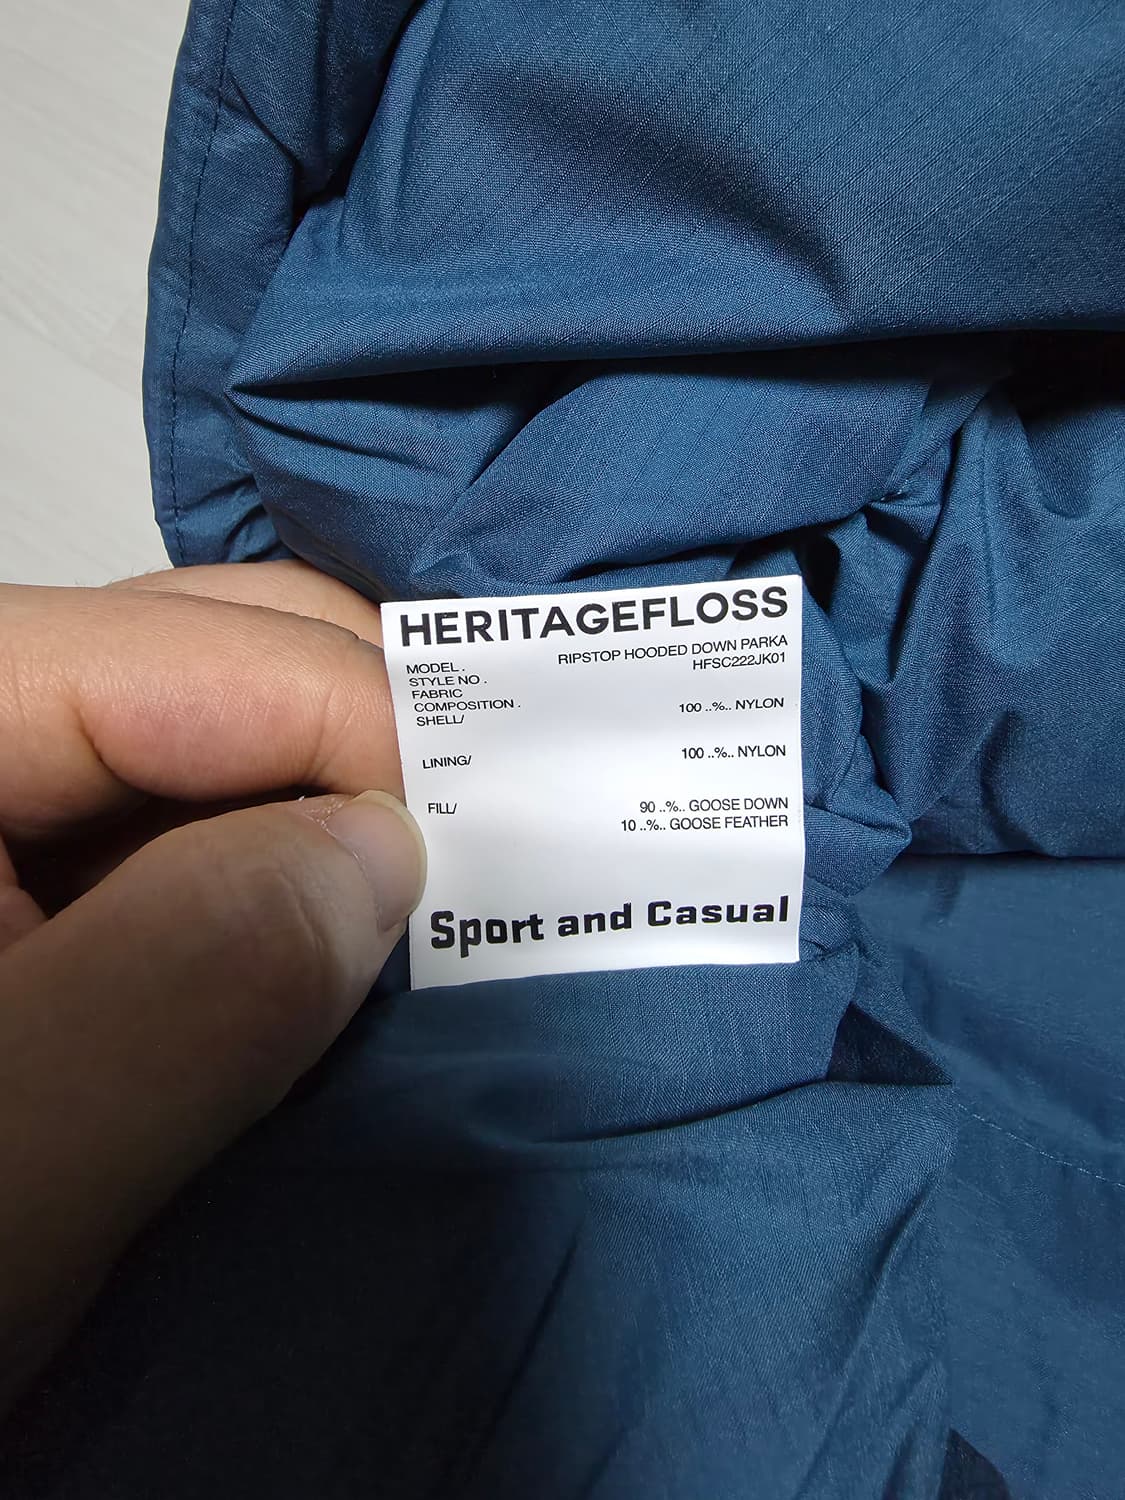 HERITAGEFLOSS
MODEL . RIPSTOP HOODED DOWN PARKA
STYLE NO . HFSC222JK01
FABRIC
COMPOSITION .
SHELL/ 100 ..%.. NYLON
LINING/ 100 ..%.. NYLON
FILL/ 90 ..%.. GOOSE DOWN
10 ..%.. GOOSE FEATHER
Sport and Casual